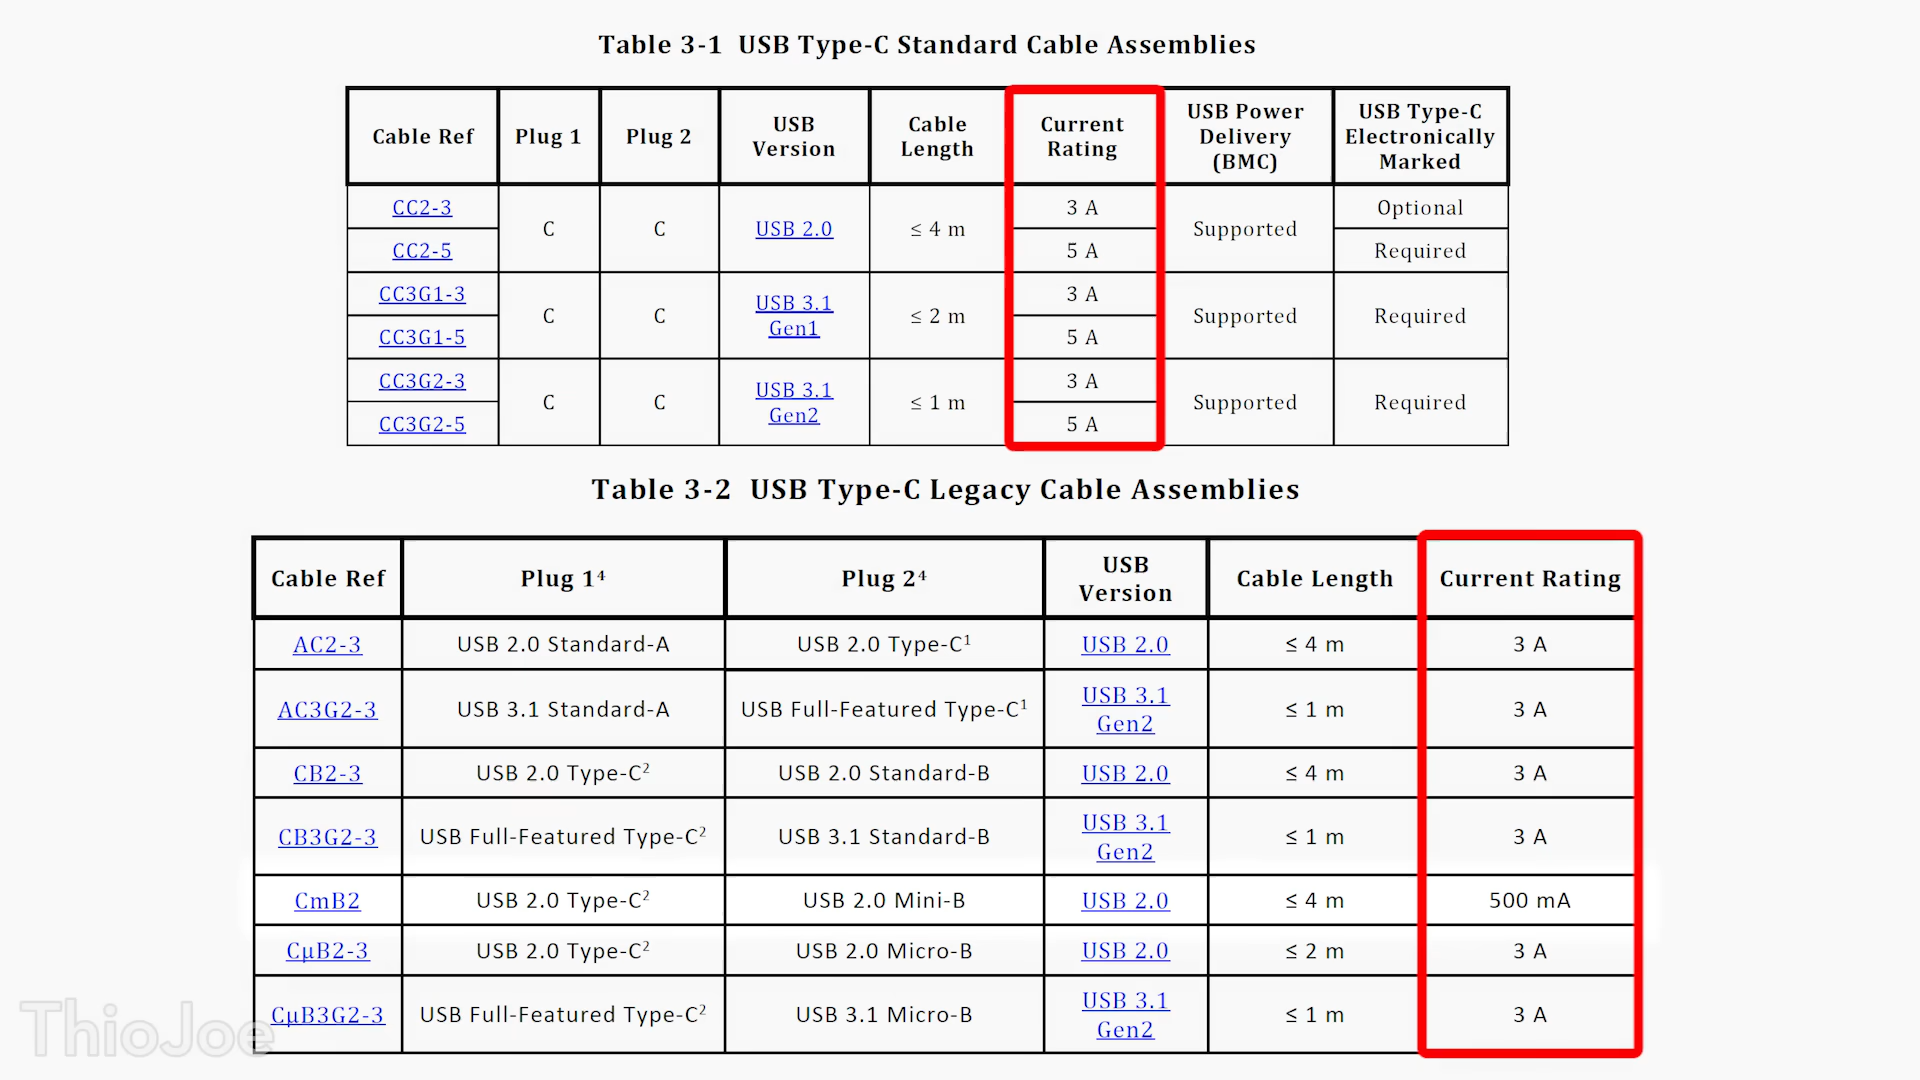 Table 3-1 USB Type-C Standard Cable Assemblies
Cable Ref Plug 1 Plug 2 USB Version Cable Length Current Rating USB Power Delivery (BMC) USB Type-C Electronically Marked
CC2-3 C C USB 2.0 ≤ 4 m 3 A Supported Optional
CC2-5 5 A Required
CC3G1-3 C C USB 3.1 Gen1 ≤ 2 m 3 A Supported Required
CC3G1-5 5 A
CC3G2-3 C C USB 3.1 Gen2 ≤ 1 m 3 A Supported Required
CC3G2-5 5 A
Table 3-2 USB Type-C Legacy Cable Assemblies
Cable Ref Plug 1⁴ Plug 2⁴ USB Version Cable Length Current Rating
AC2-3 USB 2.0 Standard-A USB 2.0 Type-C¹ USB 2.0 ≤ 4 m 3 A
AC3G2-3 USB 3.1 Standard-A USB Full-Featured Type-C¹ USB 3.1 Gen2 ≤ 1 m 3 A
CB2-3 USB 2.0 Type-C² USB 2.0 Standard-B USB 2.0 ≤ 4 m 3 A
CB3G2-3 USB Full-Featured Type-C² USB 3.1 Standard-B USB 3.1 Gen2 ≤ 1 m 3 A
CmB2 USB 2.0 Type-C² USB 2.0 Mini-B USB 2.0 ≤ 4 m 500 mA
CμB2-3 USB 2.0 Type-C² USB 2.0 Micro-B USB 2.0 ≤ 2 m 3 A
CμB3G2-3 USB Full-Featured Type-C² USB 3.1 Micro-B USB 3.1 Gen2 ≤ 1 m 3 A
ThioJoe